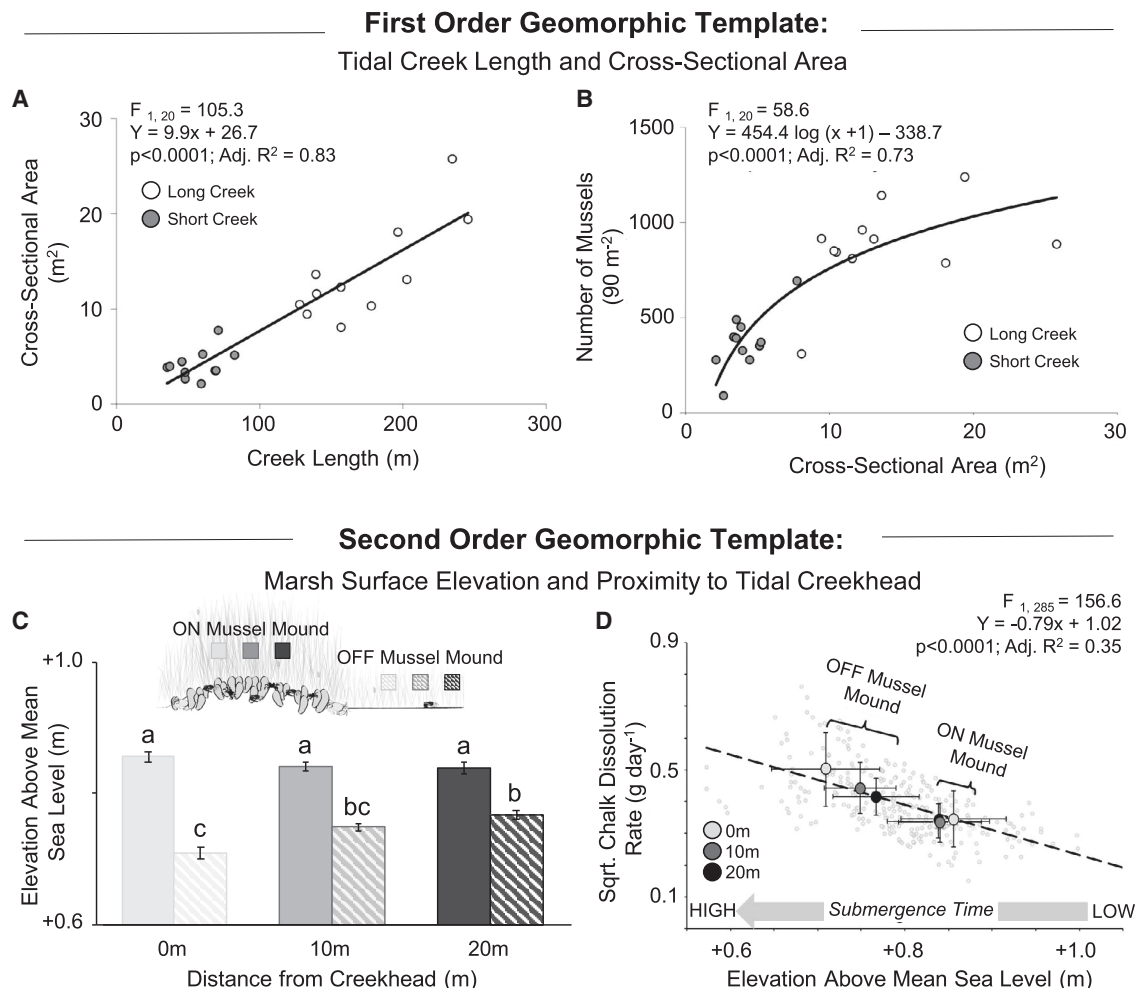 First Order Geomorphic Template:
Tidal Creek Length and Cross-Sectional Area
A
F 1, 20 = 105.3
Y = 9.9x + 26.7
p<0.0001; Adj. R² = 0.83
Long Creek
Short Creek
Cross-Sectional Area
(m²)
30
20
10
0
0
100
200
300
Creek Length (m)
B
F 1, 20 = 58.6
Y = 454.4 log (x +1) – 338.7
p<0.0001; Adj. R² = 0.73
Number of Mussels
(90 m-²)
1500
1000
500
0
Long Creek
Short Creek
0
10
20
30
Cross-Sectional Area (m²)
Second Order Geomorphic Template:
Marsh Surface Elevation and Proximity to Tidal Creekhead
C
ON Mussel Mound
OFF Mussel Mound
Elevation Above Mean
Sea Level (m)
+1.0
+0.6
a
c
a
bc
a
b
0m
10m
20m
Distance from Creekhead (m)
D
F 1, 285 = 156.6
Y = -0.79x + 1.02
p<0.0001; Adj. R² = 0.35
Sqrt. Chalk Dissolution
Rate (g day-¹)
0.9
0.5
0.1
OFF Mussel
Mound
ON Mussel
Mound
0m
10m
20m
HIGH
Submergence Time
LOW
+0.6
+0.8
+1.0
Elevation Above Mean Sea Level (m)